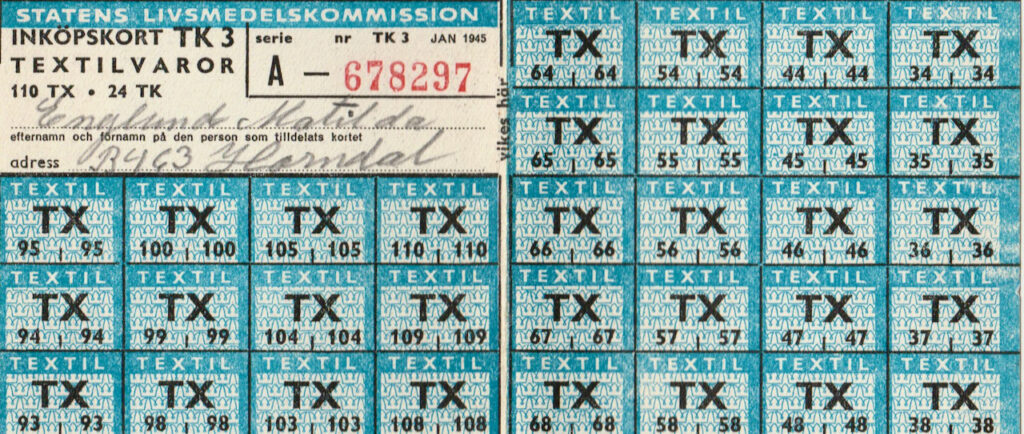 STATENS LIVSMEDELSKOMMISSION
INKÖPSKORT TK 3
TEXTILVAROR
110 TX • 24 TK
serie nr TK 3 JAN 1945
A — 678297
Englund Matilda
efternamn och förnamn på den person som tilldelats kortet
adress B463 Horndal
vikes här
TEXTIL TEXTIL TEXTIL TEXTIL
TX TX TX TX
95 95 100 100 105 105 110 110
TEXTIL TEXTIL TEXTIL TEXTIL
TX TX TX TX
94 94 99 99 104 104 109 109
TEXTIL TEXTIL TEXTIL TEXTIL
TX TX TX TX
93 93 98 98 103 103 108 108
TEXTIL TEXTIL TEXTIL TEXTIL
TX TX TX TX
64 64 54 54 44 44 34 34
TEXTIL TEXTIL TEXTIL TEXTIL
TX TX TX TX
65 65 55 55 45 45 35 35
TEXTIL TEXTIL TEXTIL TEXTIL
TX TX TX TX
66 66 56 56 46 46 36 36
TEXTIL TEXTIL TEXTIL TEXTIL
TX TX TX TX
67 67 57 57 47 47 37 37
TEXTIL TEXTIL TEXTIL TEXTIL
TX TX TX TX
68 68 58 58 48 48 38 38